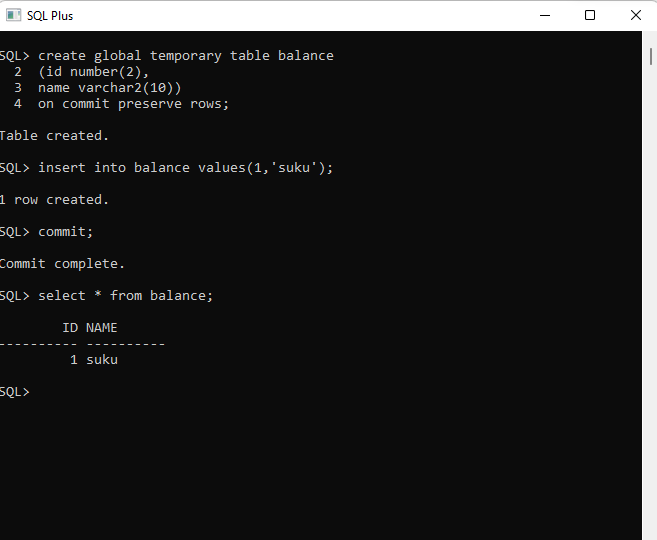 SQL Plus
SQL> create global temporary table balance
  2  (id number(2),
  3  name varchar2(10))
  4  on commit preserve rows;
Table created.
SQL> insert into balance values(1,'suku');
1 row created.
SQL> commit;
Commit complete.
SQL> select * from balance;
        ID NAME
---------- ----------
         1 suku
SQL>